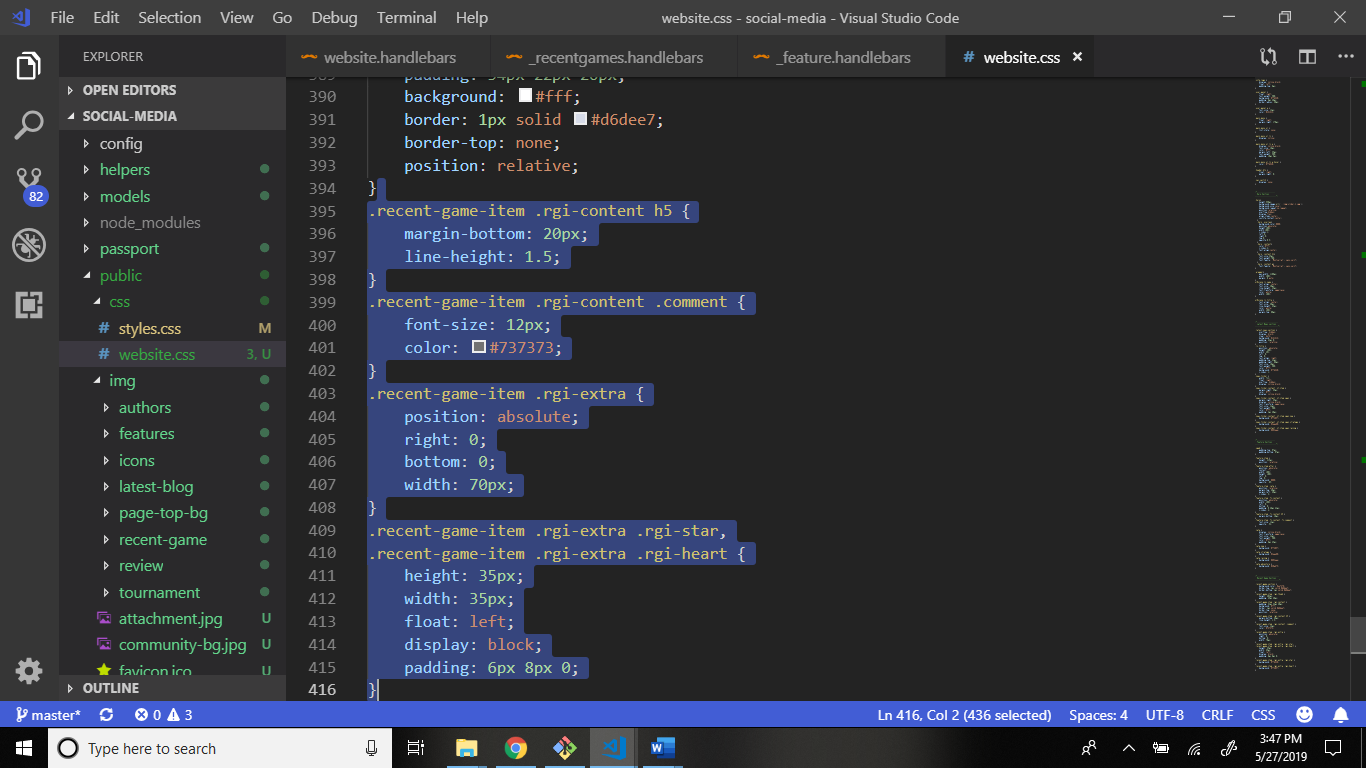 File Edit Selection View Go Debug Terminal Help website.css - social-media - Visual Studio Code
EXPLORER
OPEN EDITORS
SOCIAL-MEDIA
config
helpers
models
node_modules
passport
public
css
# styles.css M
# website.css 3, U
img
authors
features
icons
latest-blog
page-top-bg
recent-game
review
tournament
attachment.jpg U
community-bg.jpg U
favicon.ico U
OUTLINE
82
website.handlebars _recentgames.handlebars _feature.handlebars # website.css
389 padding: 34px 22px 26px;
390 background: #fff;
391 border: 1px solid #d6dee7;
392 border-top: none;
393 position: relative;
394 }
395 .recent-game-item .rgi-content h5 {
396 margin-bottom: 20px;
397 line-height: 1.5;
398 }
399 .recent-game-item .rgi-content .comment {
400 font-size: 12px;
401 color: #737373;
402 }
403 .recent-game-item .rgi-extra {
404 position: absolute;
405 right: 0;
406 bottom: 0;
407 width: 70px;
408 }
409 .recent-game-item .rgi-extra .rgi-star,
410 .recent-game-item .rgi-extra .rgi-heart {
411 height: 35px;
412 width: 35px;
413 float: left;
414 display: block;
415 padding: 6px 8px 0;
416 }
master* 0 3 Ln 416, Col 2 (436 selected) Spaces: 4 UTF-8 CRLF CSS
Type here to search
3:47 PM
5/27/2019